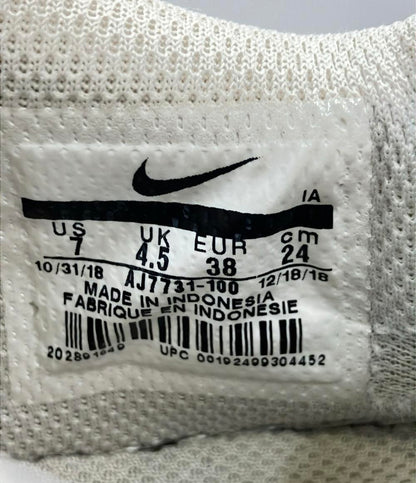 IA
US UK EUR cm
7 4.5 38 24
10/31/18 AJ7731-100 12/18/18
MADE IN INDONESIA
FABRIQUE EN INDONESIE
UPC 00192499304452